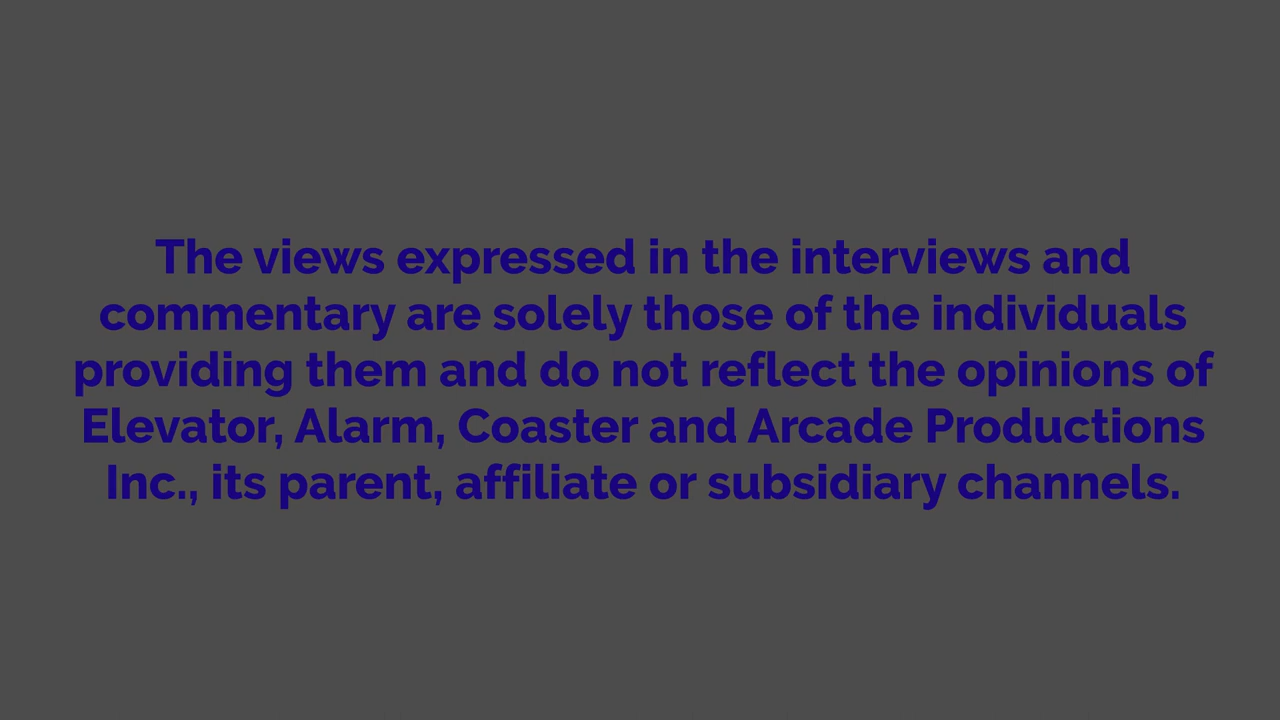 The views expressed in the interviews and
commentary are solely those of the individuals
providing them and do not reflect the opinions of
Elevator, Alarm, Coaster and Arcade Productions
Inc., its parent, affiliate or subsidiary channels.